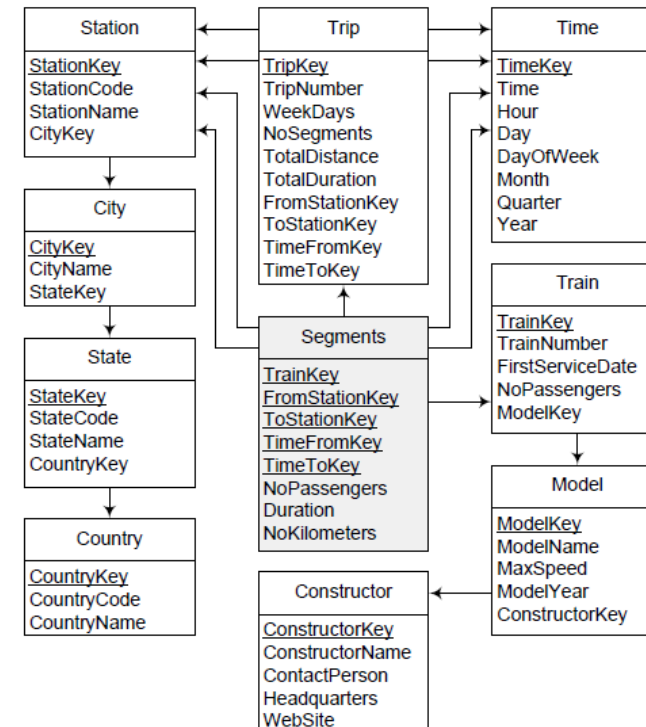 Station
StationKey
StationCode
StationName
CityKey
City
CityKey
CityName
StateKey
State
StateKey
StateCode
StateName
CountryKey
Country
CountryKey
CountryCode
CountryName
Trip
TripKey
TripNumber
WeekDays
NoSegments
TotalDistance
TotalDuration
FromStationKey
ToStationKey
TimeFromKey
TimeToKey
Segments
TrainKey
FromStationKey
ToStationKey
TimeFromKey
TimeToKey
NoPassengers
Duration
NoKilometers
Constructor
ConstructorKey
ConstructorName
ContactPerson
Headquarters
WebSite
Time
TimeKey
Time
Hour
Day
DayOfWeek
Month
Quarter
Year
Train
TrainKey
TrainNumber
FirstServiceDate
NoPassengers
ModelKey
Model
ModelKey
ModelName
MaxSpeed
ModelYear
ConstructorKey